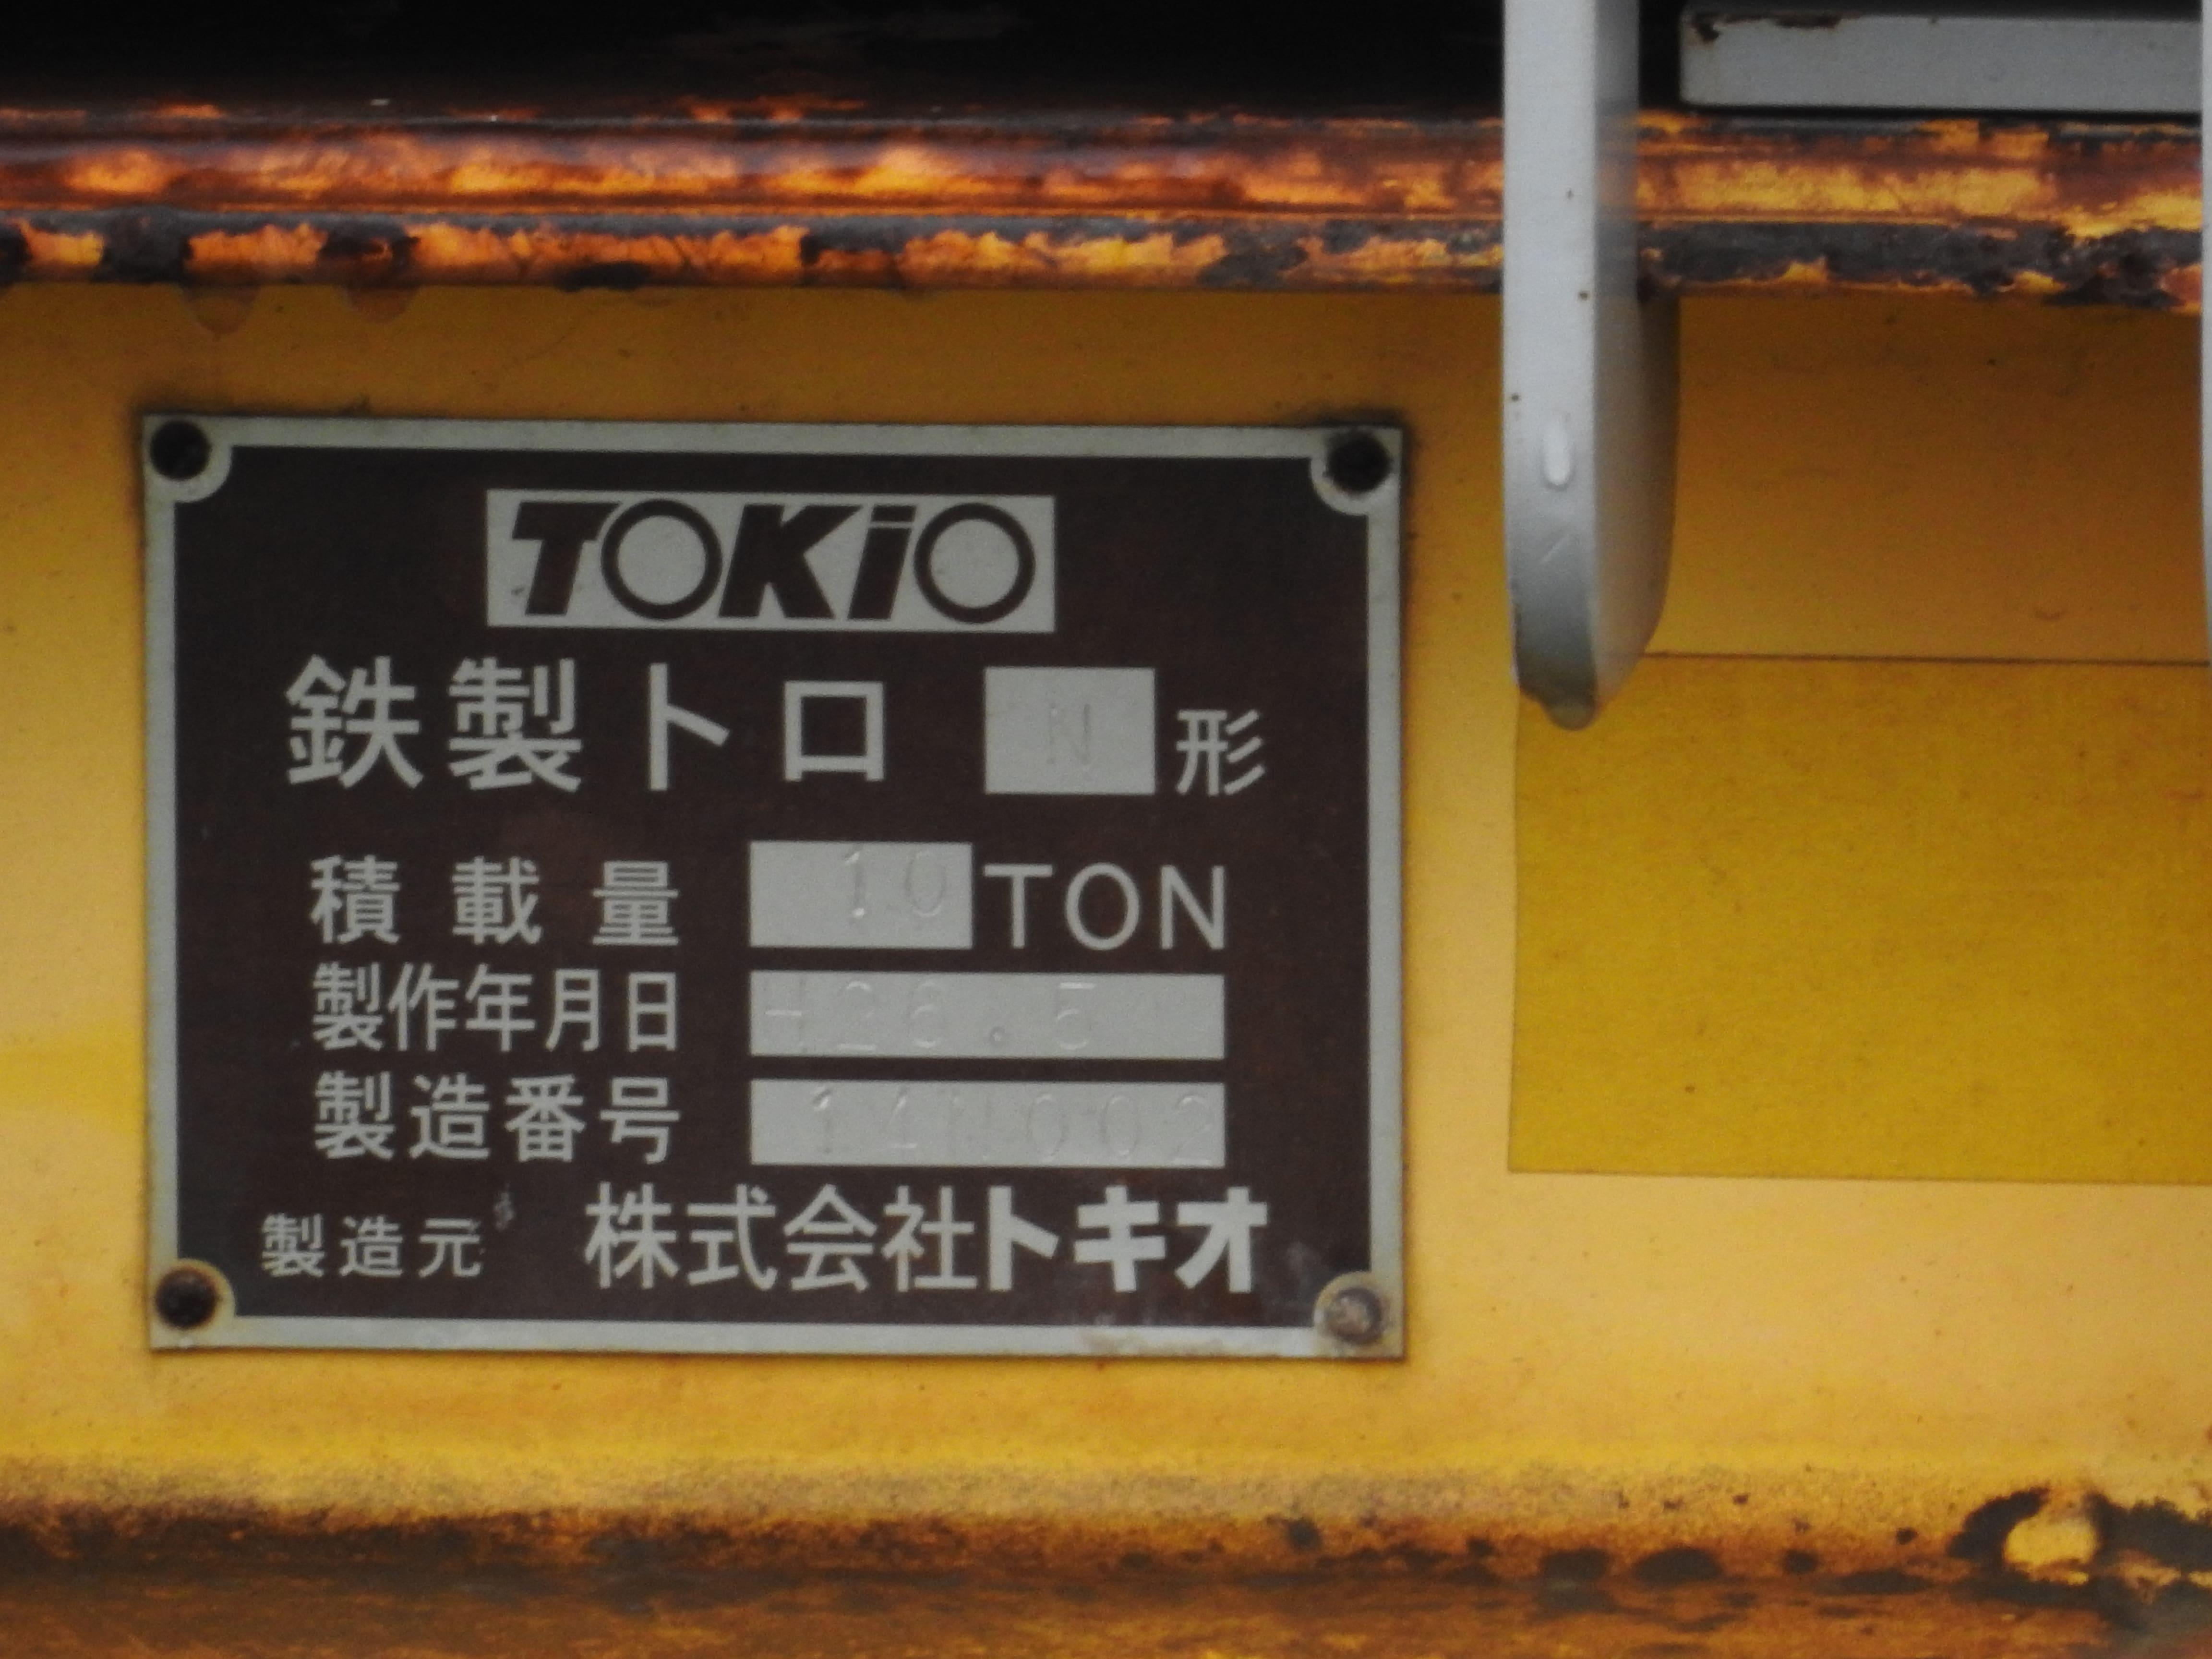 TOKiO
鉄製トロ N 形
積載量 10 TON
製作年月日 H26.5
製造番号 14N002
製造元 株式会社トキオ